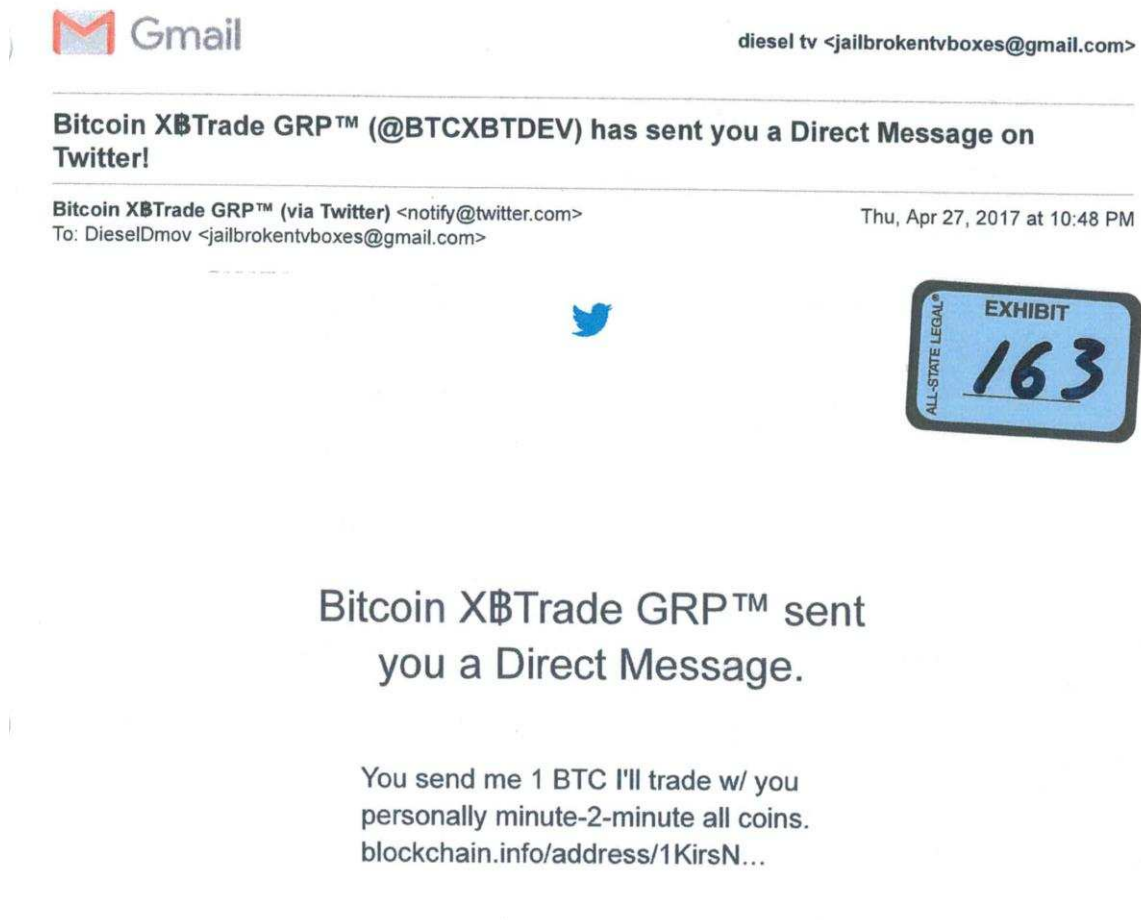 Gmail
diesel tv <jailbrokentvboxes@gmail.com>
Bitcoin X฿Trade GRP™ (@BTCXBTDEV) has sent you a Direct Message on
Twitter!
Bitcoin X฿Trade GRP™ (via Twitter) <notify@twitter.com>
Thu, Apr 27, 2017 at 10:48 PM
To: DieselDmov <jailbrokentvboxes@gmail.com>
ALL-STATE LEGAL®
EXHIBIT
163
Bitcoin X฿Trade GRP™ sent
you a Direct Message.
You send me 1 BTC I'll trade w/ you
personally minute-2-minute all coins.
blockchain.info/address/1KirsN...